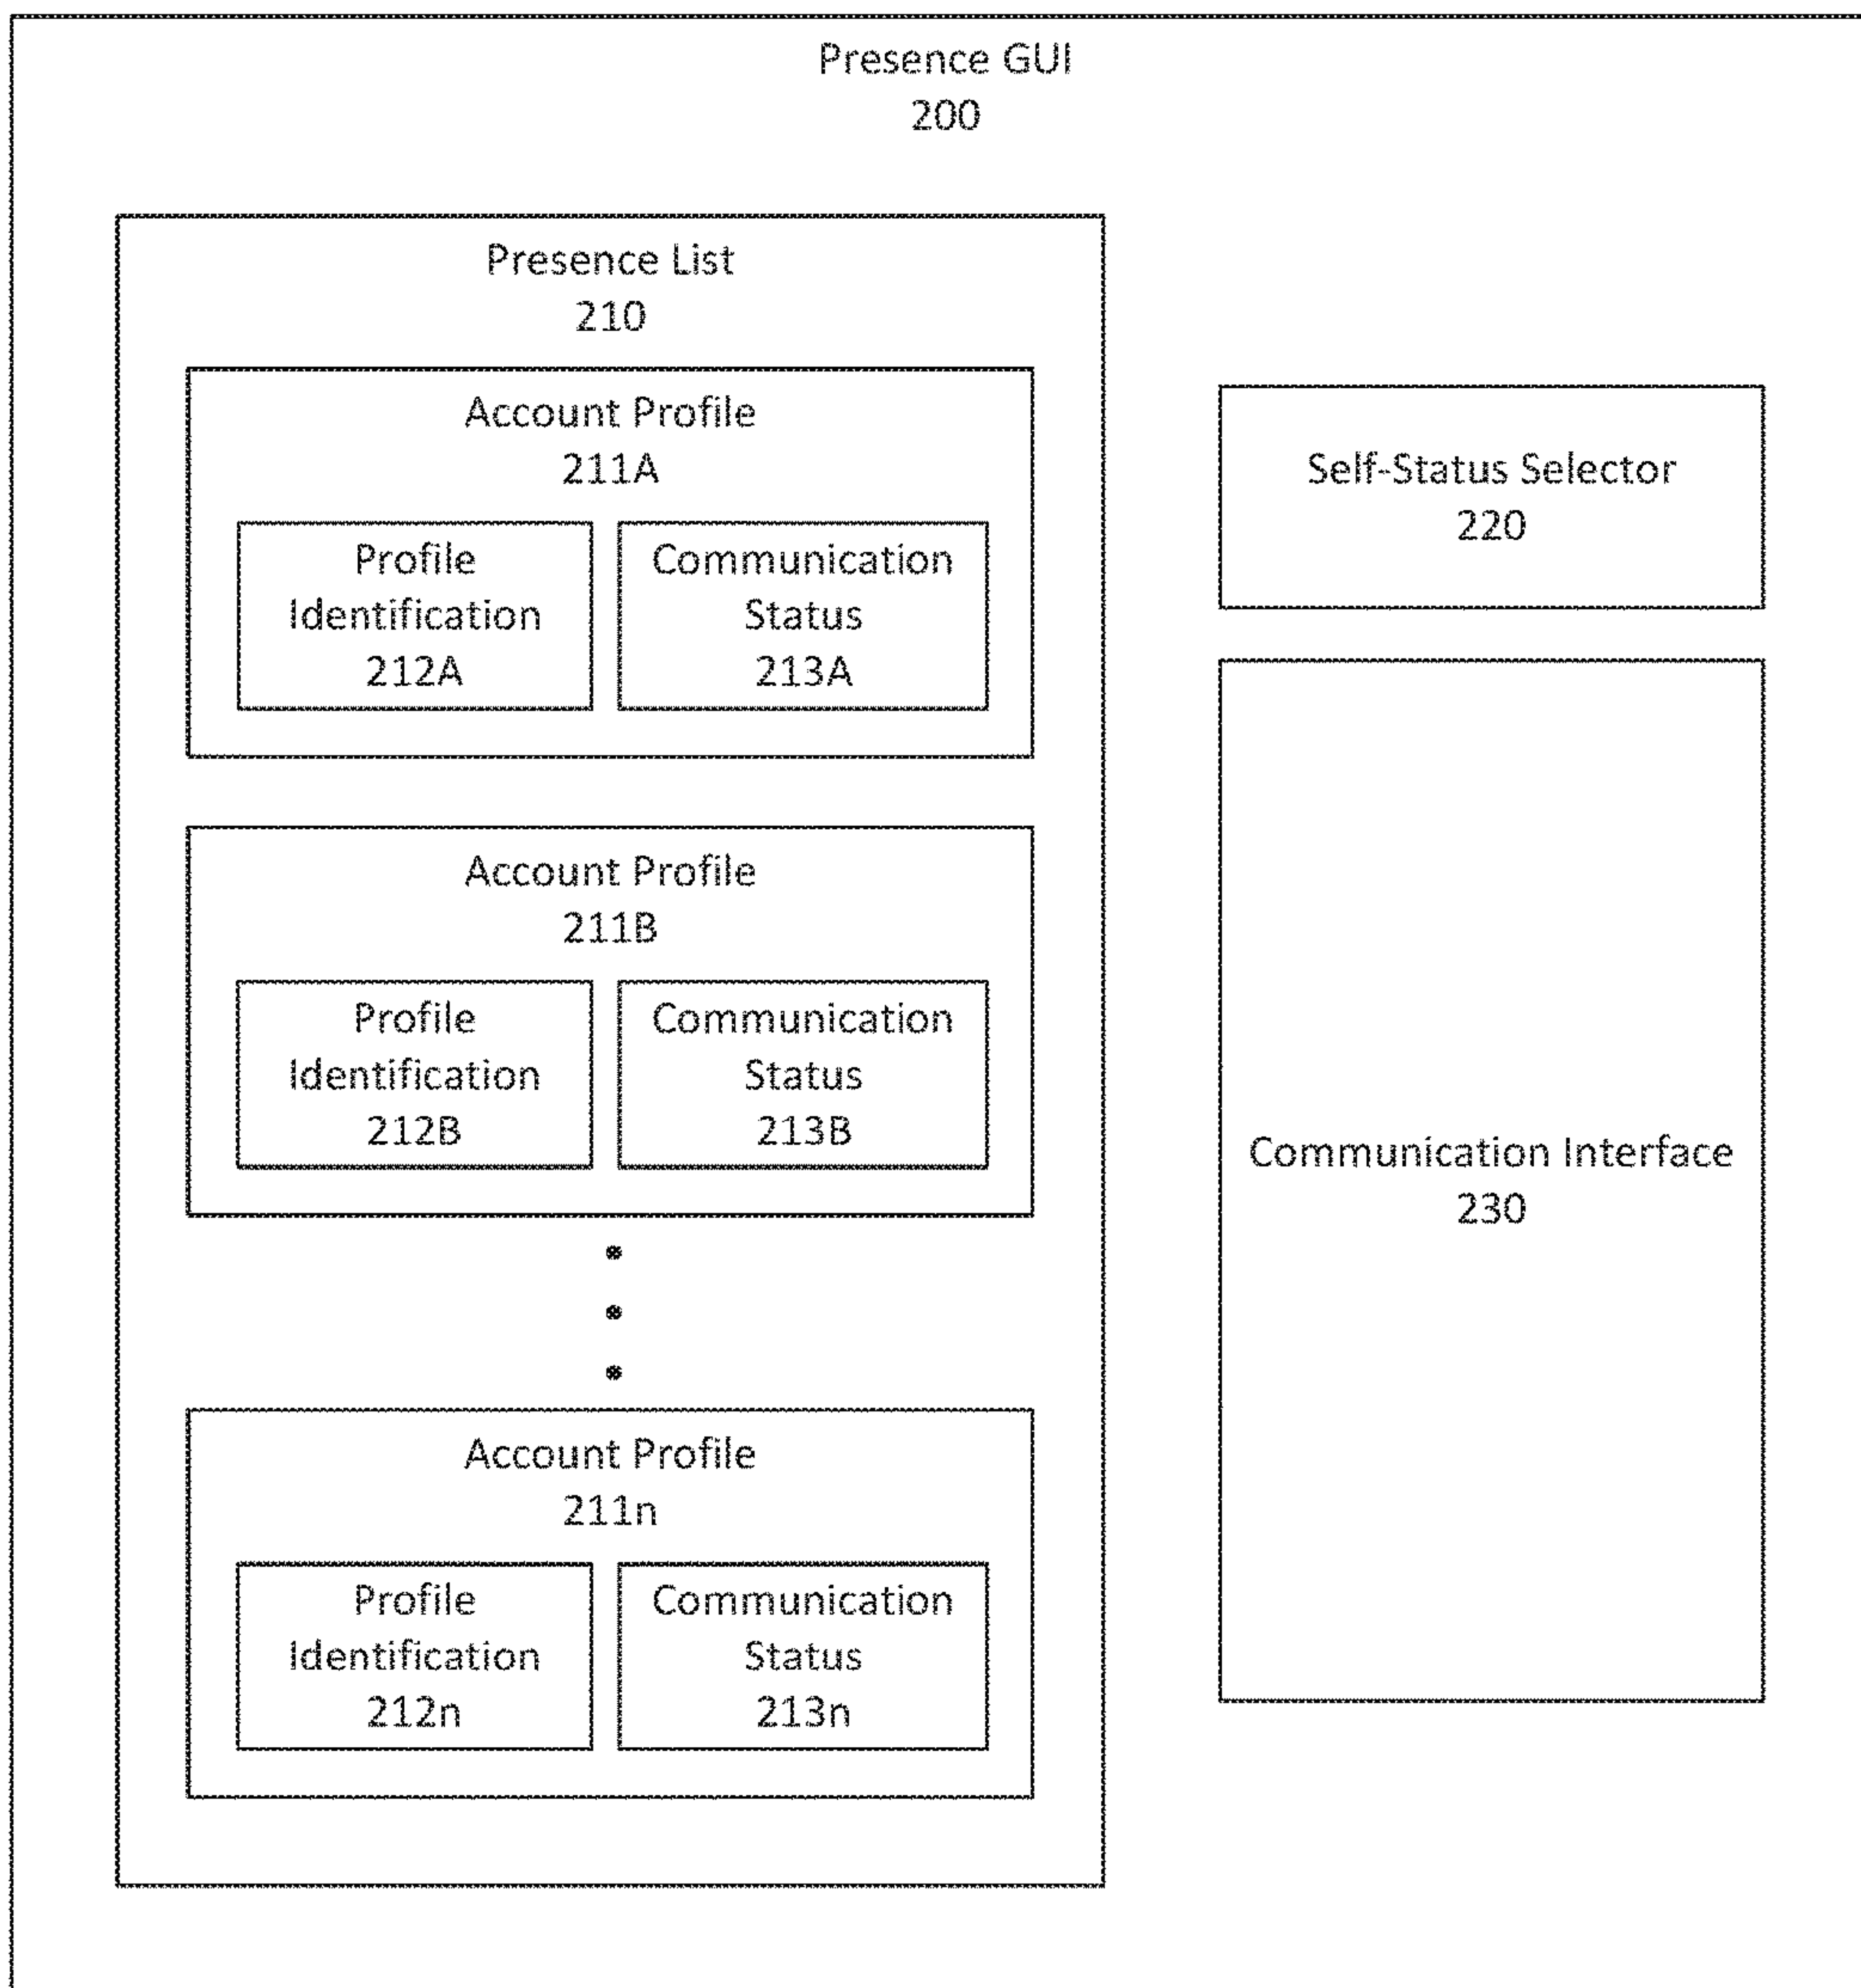 Presence GUI
200
Presence List
210
Account Profile
211A
Profile
Identification
212A
Communication
Status
213A
Account Profile
211B
Profile
Identification
212B
Communication
Status
213B
Account Profile
211n
Profile
Identification
212n
Communication
Status
213n
Self-Status Selector
220
Communication Interface
230